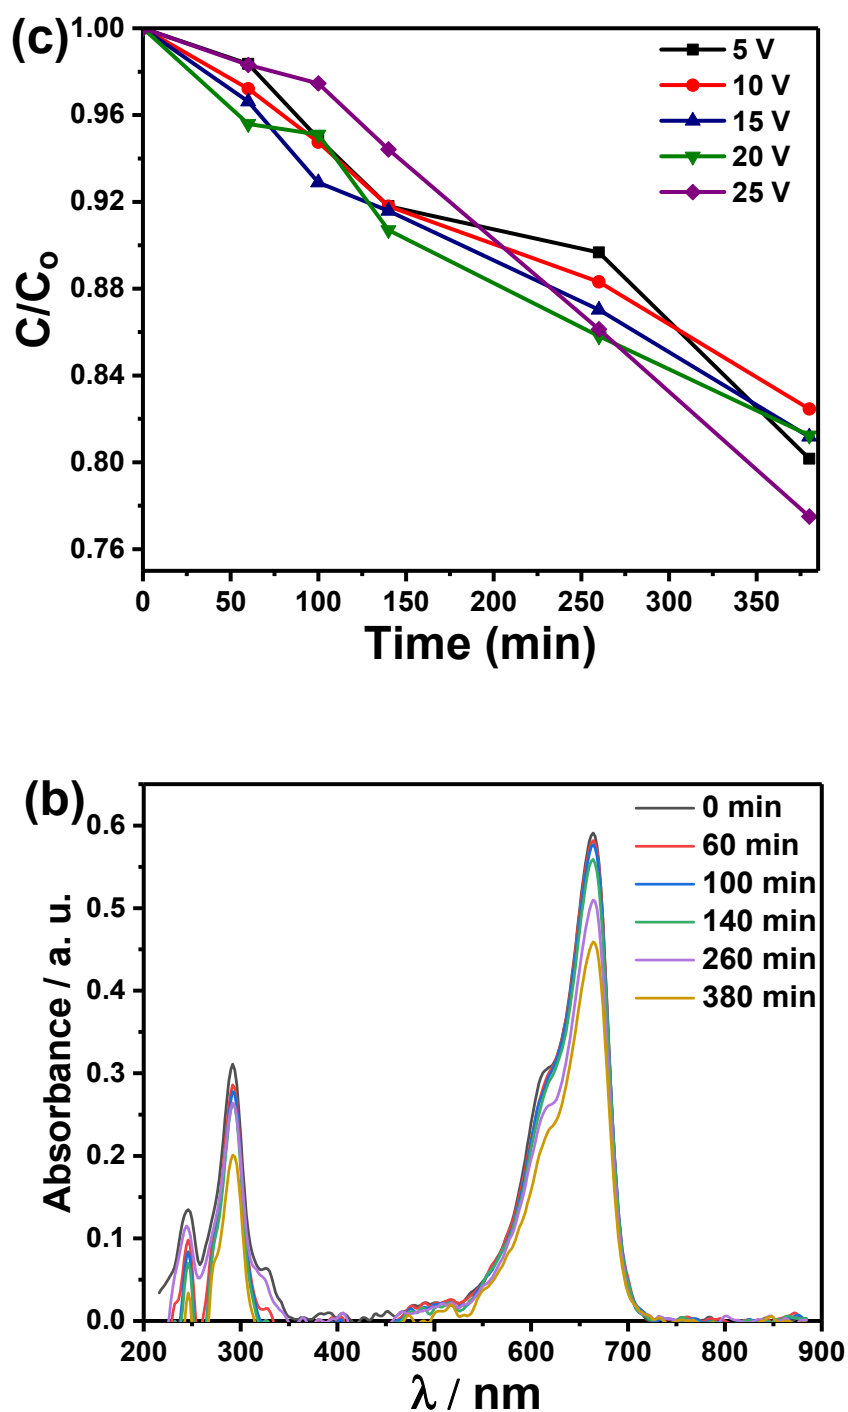 (c)
1.00
0.96
0.92
0.88
0.84
0.80
0.76
C/Co
5 V
10 V
15 V
20 V
25 V
0 50 100 150 200 250 300 350
Time (min)
(b)
0.6
0.5
0.4
0.3
0.2
0.1
0.0
Absorbance / a. u.
0 min
60 min
100 min
140 min
260 min
380 min
200 300 400 500 600 700 800 900
λ / nm